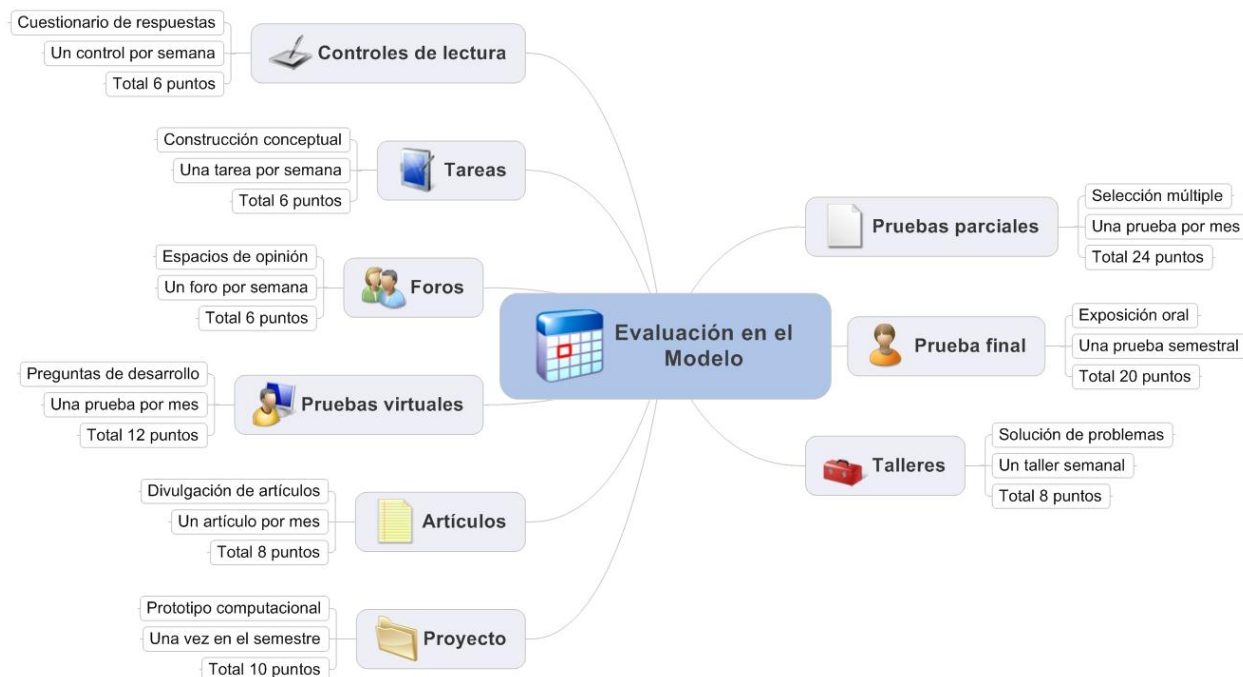 Cuestionario de respuestas
Un control por semana
Total 6 puntos
Controles de lectura
Construcción conceptual
Una tarea por semana
Total 6 puntos
Tareas
Espacios de opinión
Un foro por semana
Total 6 puntos
Foros
Preguntas de desarrollo
Una prueba por mes
Total 12 puntos
Pruebas virtuales
Divulgación de artículos
Un artículo por mes
Total 8 puntos
Artículos
Prototipo computacional
Una vez en el semestre
Total 10 puntos
Proyecto
Evaluación en el
Modelo
Pruebas parciales
Selección múltiple
Una prueba por mes
Total 24 puntos
Prueba final
Exposición oral
Una prueba semestral
Total 20 puntos
Talleres
Solución de problemas
Un taller semanal
Total 8 puntos